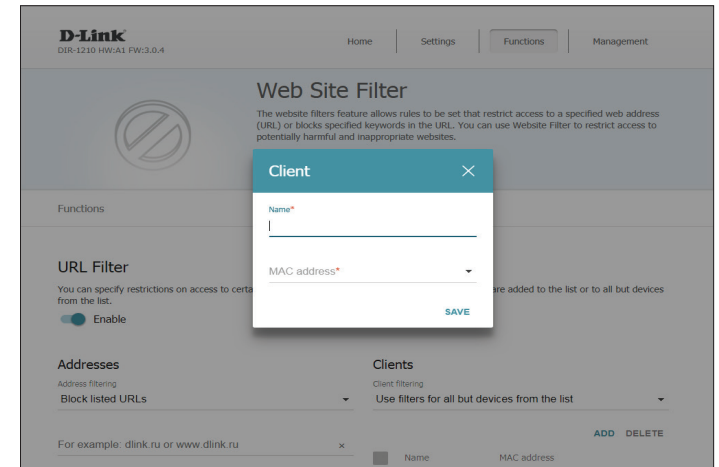 D-Link
DIR-1210 HW:A1 FW:3.0.4
Home
Settings
Functions
Management
Web Site Filter
The website filters feature allows rules to be set that restrict access to a specified web address
(URL) or blocks specified keywords in the URL. You can use Website Filter to restrict access to
potentially harmful and inappropriate websites.
Client
Functions
Name*
MAC address*
SAVE
URL Filter
You can specify restrictions on access to certa
are added to the list or to all but devices
from the list.
Enable
Addresses
Address filtering
Block listed URLs
For example: dlink.ru or www.dlink.ru
Clients
Client filtering
Use filters for all but devices from the list
ADD DELETE
Name MAC address